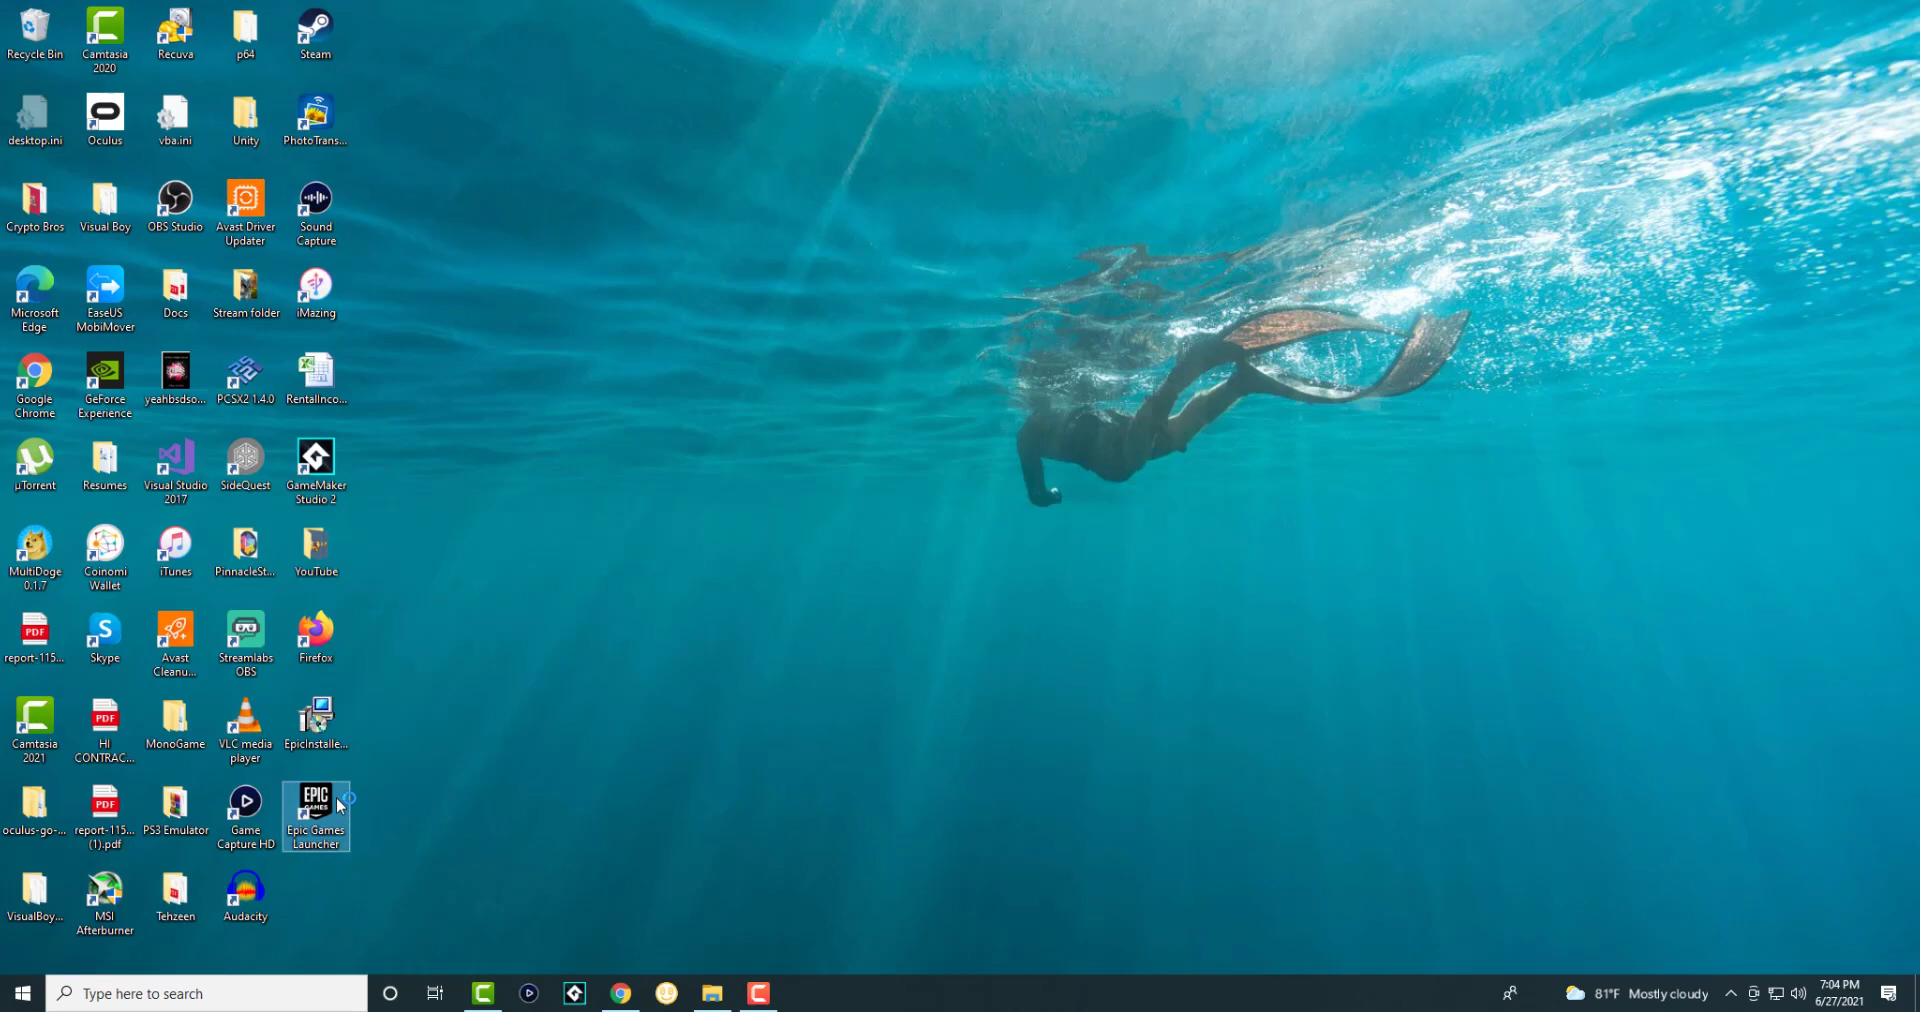 Recycle Bin
Camtasia
2020
Recuva
p64
Steam
desktop.ini
Oculus
vba.ini
Unity
PhotoTrans...
Crypto Bros
Visual Boy
OBS Studio
Avast Driver
Updater
Sound
Capture
Microsoft
Edge
EaseUS
MobiMover
Docs
Stream folder
iMazing
Google
Chrome
GeForce
Experience
yeahbsdso...
PCSX2 1.4.0
RentalInco...
µTorrent
Resumes
Visual Studio
2017
SideQuest
GameMaker
Studio 2
MultiDoge
0.1.7
Coinomi
Wallet
iTunes
PinnacleSt...
YouTube
PDF
report-115...
S
Skype
Avast
Cleanu...
Streamlabs
OBS
Firefox
Camtasia
2021
PDF
HI
CONTRAC...
MonoGame
VLC media
player
EpicInstalle...
oculus-go-...
PDF
report-115...
(1).pdf
PS3 Emulator
Game
Capture HD
EPIC
GAMES
Epic Games
Launcher
VisualBoy...
MSI
Afterburner
Tehzeen
Audacity
Type here to search
81°F Mostly cloudy
7:04 PM
6/27/2021